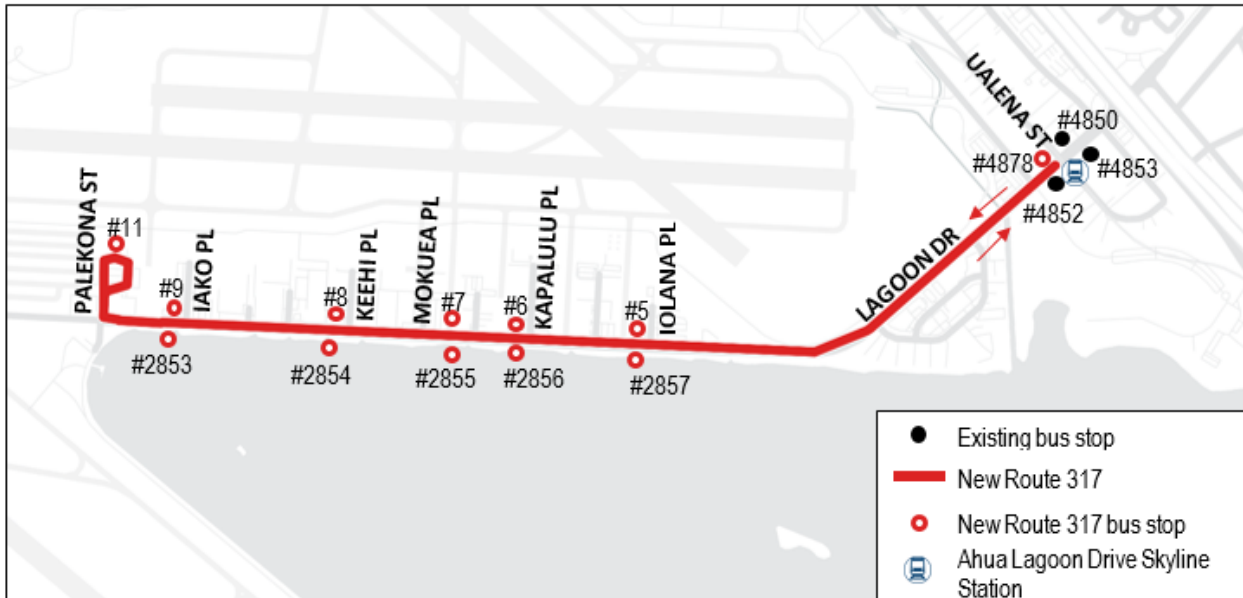 UALENA ST
#4850
#4878
#4853
#4852
LAGOON DR
PALEKONA ST
#11
#9
IAKO PL
#8
KEEHI PL
MOKUEA PL
#7
#6
KAPALULU PL
#5
IOLANA PL
#2853
#2854
#2855
#2856
#2857
Existing bus stop
New Route 317
New Route 317 bus stop
Ahua Lagoon Drive Skyline
Station